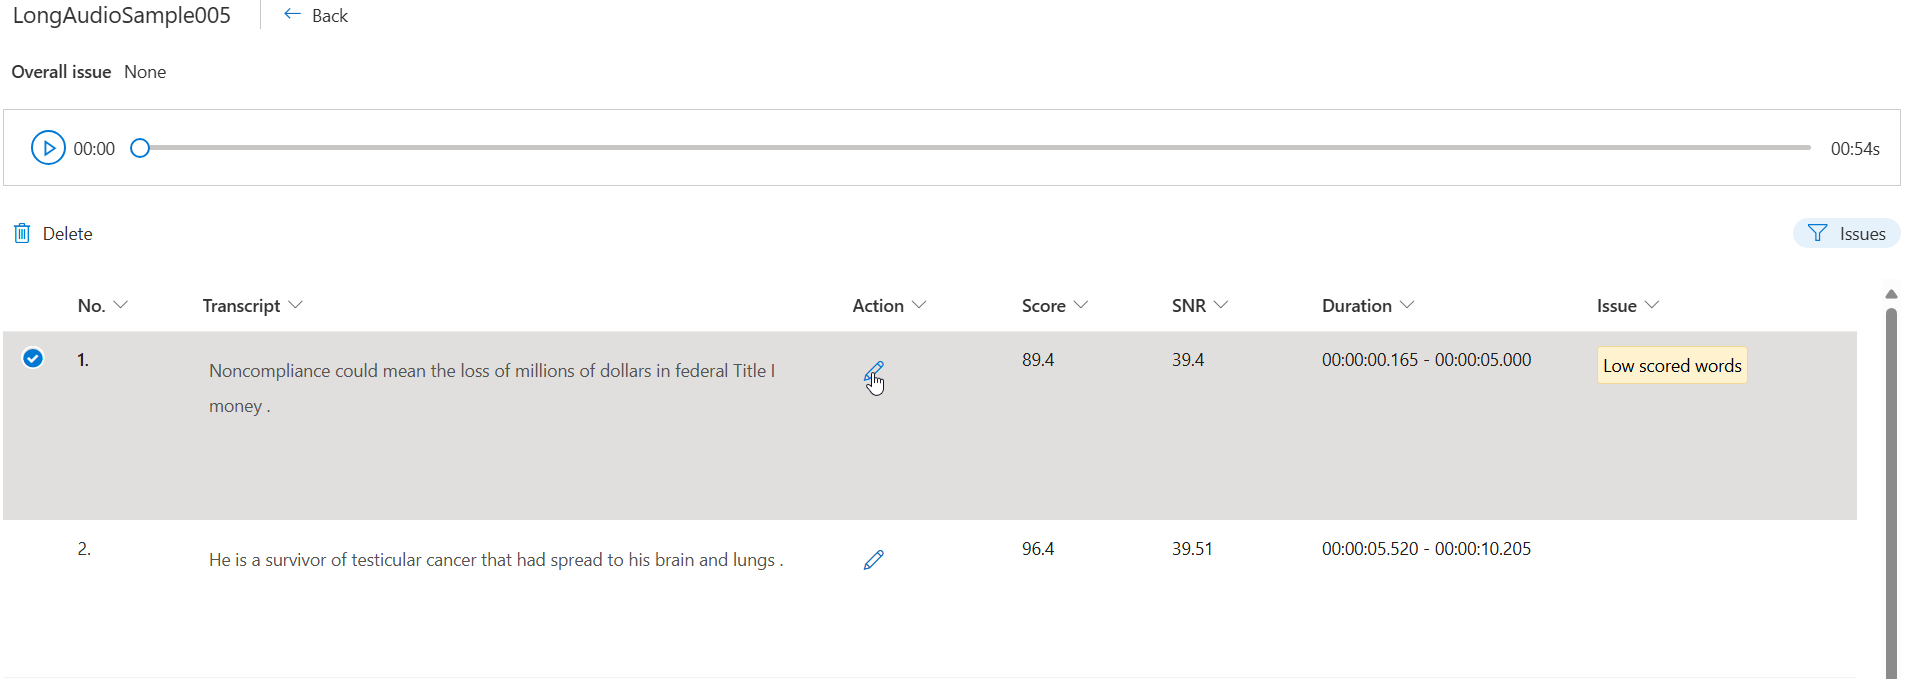 LongAudioSample005 Back
Overall issue None
00:00 00:54s
Delete Issues
No. Transcript Action Score SNR Duration Issue
1. Noncompliance could mean the loss of millions of dollars in federal Title I 89.4 39.4 00:00:00.165 - 00:00:05.000 Low scored words
money .
2. He is a survivor of testicular cancer that had spread to his brain and lungs . 96.4 39.51 00:00:05.520 - 00:00:10.205